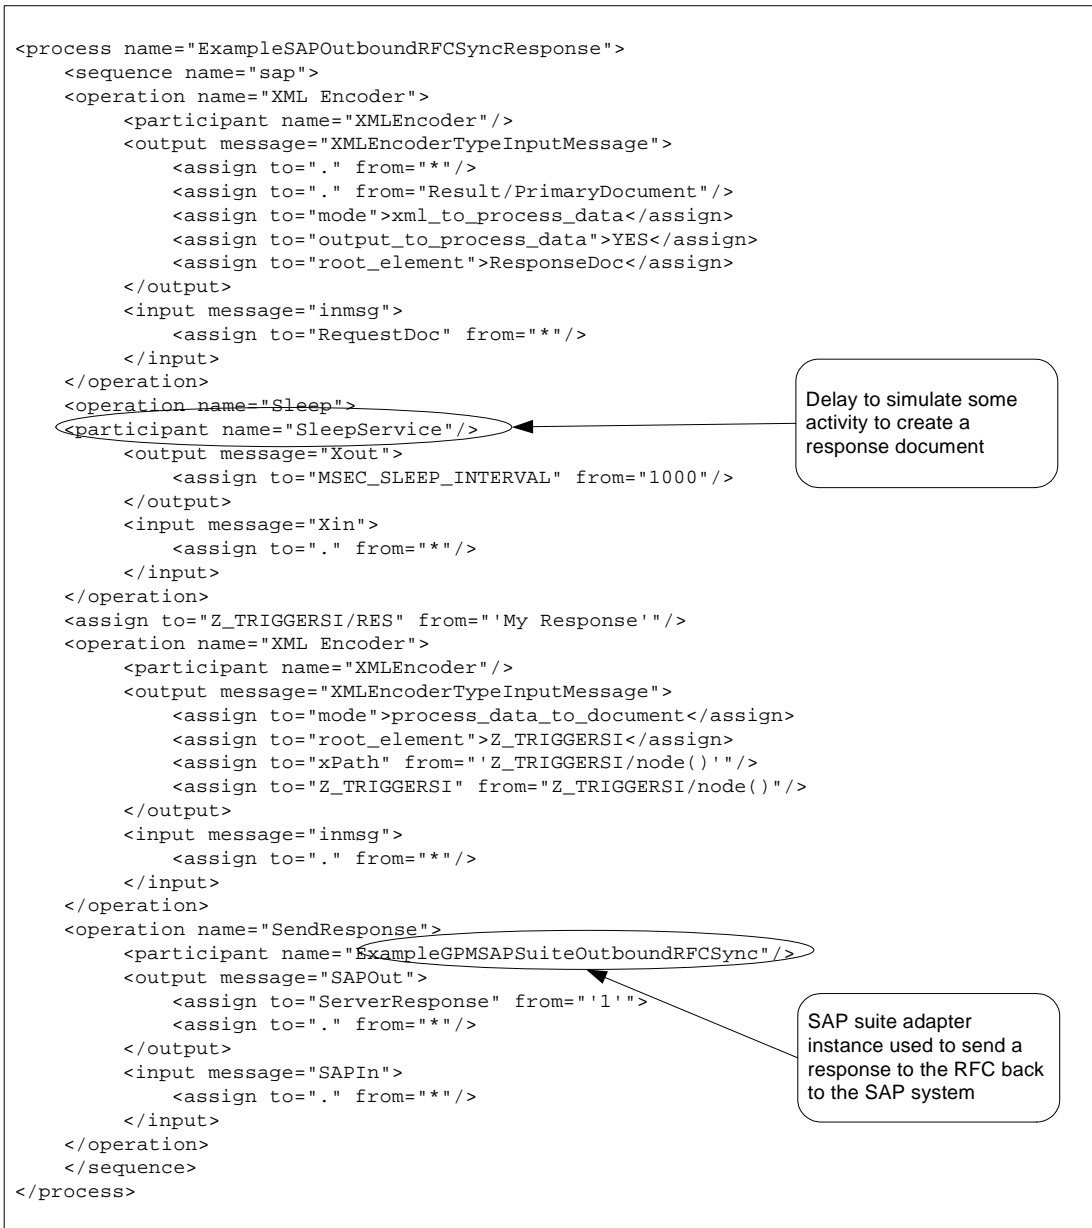 <process name="ExampleSAPOutboundRFCSyncResponse">
<sequence name="sap">
<operation name="XML Encoder">
<participant name="XMLEncoder"/>
<output message="XMLEncoderTypeInputMessage">
<assign to="." from="*"/>
<assign to="." from="Result/PrimaryDocument"/>
<assign to="mode">xml_to_process_data</assign>
<assign to="output_to_process_data">YES</assign>
<assign to="root_element">ResponseDoc</assign>
</output>
<input message="inmsg">
<assign to="RequestDoc" from="*"/>
</input>
</operation>
<operation name="Sleep">
<participant name="SleepService"/>
<output message="Xout">
<assign to="MSEC_SLEEP_INTERVAL" from="1000"/>
</output>
<input message="Xin">
<assign to="." from="*"/>
</input>
</operation>
<assign to="Z_TRIGGERSI/RES" from="'My Response'"/>
<operation name="XML Encoder">
<participant name="XMLEncoder"/>
<output message="XMLEncoderTypeInputMessage">
<assign to="mode">process_data_to_document</assign>
<assign to="root_element">Z_TRIGGERSI</assign>
<assign to="xPath" from="'Z_TRIGGERSI/node()'"/>
<assign to="Z_TRIGGERSI" from="Z_TRIGGERSI/node()"/>
</output>
<input message="inmsg">
<assign to="." from="*"/>
</input>
</operation>
<operation name="SendResponse">
<participant name="ExampleGPMSAPSuiteOutboundRFCSync"/>
<output message="SAPOut">
<assign to="ServerResponse" from="'1'">
<assign to="." from="*"/>
</output>
<input message="SAPIn">
<assign to="." from="*"/>
</input>
</operation>
</sequence>
</process>
Delay to simulate some
activity to create a
response document
SAP suite adapter
instance used to send a
response to the RFC back
to the SAP system